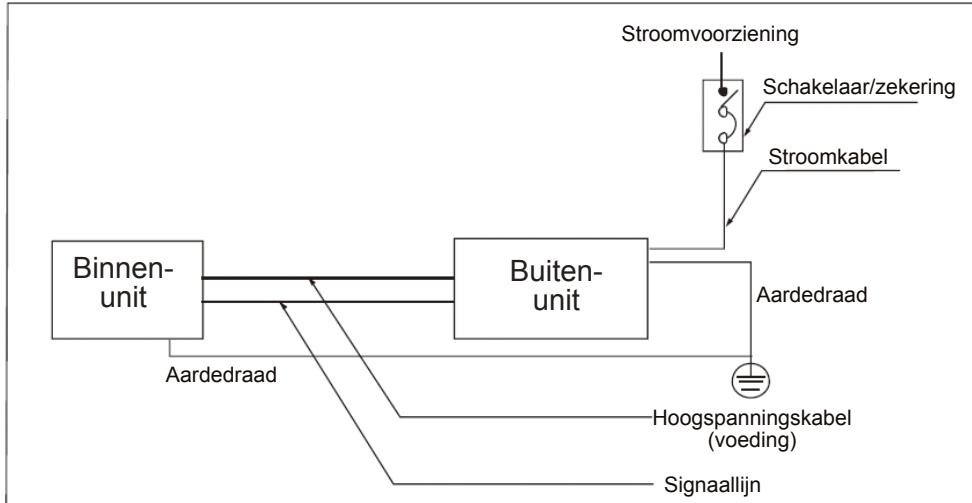 Stroomvoorziening
Schakelaar/zekering
Stroomkabel
Binnen-
unit
Buiten-
unit
Aardedraad
Aardedraad
Hoogspanningskabel
(voeding)
Signaallijn